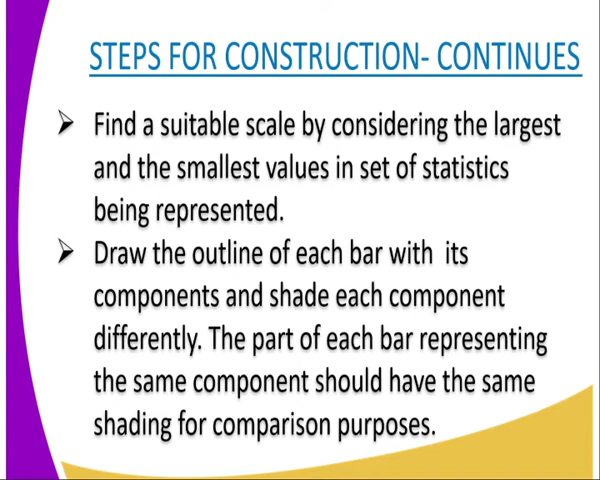 STEPS FOR CONSTRUCTION- CONTINUES
➢ Find a suitable scale by considering the largest
and the smallest values in set of statistics
being represented.
➢ Draw the outline of each bar with its
components and shade each component
differently. The part of each bar representing
the same component should have the same
shading for comparison purposes.